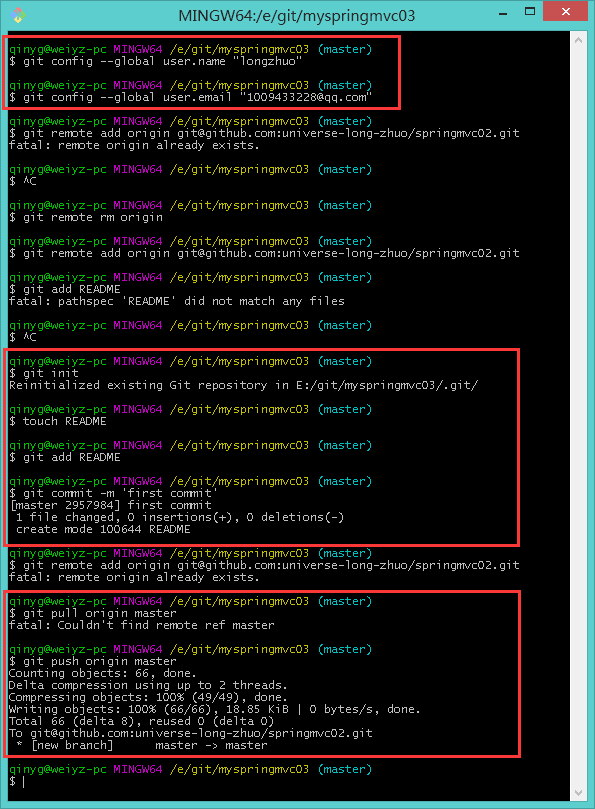 MINGW64:/e/git/myspringmvc03
qinyg@weiyz-pc MINGW64 /e/git/myspringmvc03 (master)
$ git config --global user.name "longzhuo"
qinyg@weiyz-pc MINGW64 /e/git/myspringmvc03 (master)
$ git config --global user.email "1009433228@qq.com"
qinyg@weiyz-pc MINGW64 /e/git/myspringmvc03 (master)
$ git remote add origin git@github.com:universe-long-zhuo/springmvc02.git
fatal: remote origin already exists.
qinyg@weiyz-pc MINGW64 /e/git/myspringmvc03 (master)
$ ^C
qinyg@weiyz-pc MINGW64 /e/git/myspringmvc03 (master)
$ git remote rm origin
qinyg@weiyz-pc MINGW64 /e/git/myspringmvc03 (master)
$ git remote add origin git@github.com:universe-long-zhuo/springmvc02.git
qinyg@weiyz-pc MINGW64 /e/git/myspringmvc03 (master)
$ git add README
fatal: pathspec 'README' did not match any files
qinyg@weiyz-pc MINGW64 /e/git/myspringmvc03 (master)
$ ^C
qinyg@weiyz-pc MINGW64 /e/git/myspringmvc03 (master)
$ git init
Reinitialized existing Git repository in E:/git/myspringmvc03/.git/
qinyg@weiyz-pc MINGW64 /e/git/myspringmvc03 (master)
$ touch README
qinyg@weiyz-pc MINGW64 /e/git/myspringmvc03 (master)
$ git add README
qinyg@weiyz-pc MINGW64 /e/git/myspringmvc03 (master)
$ git commit -m 'first commit'
[master 2957984] first commit
1 file changed, 0 insertions(+), 0 deletions(-)
create mode 100644 README
qinyg@weiyz-pc MINGW64 /e/git/myspringmvc03 (master)
$ git remote add origin git@github.com:universe-long-zhuo/springmvc02.git
fatal: remote origin already exists.
qinyg@weiyz-pc MINGW64 /e/git/myspringmvc03 (master)
$ git pull origin master
fatal: Couldn't find remote ref master
qinyg@weiyz-pc MINGW64 /e/git/myspringmvc03 (master)
$ git push origin master
Counting objects: 66, done.
Delta compression using up to 2 threads.
Compressing objects: 100% (49/49), done.
Writing objects: 100% (66/66), 18.85 KiB | 0 bytes/s, done.
Total 66 (delta 8), reused 0 (delta 0)
To git@github.com:universe-long-zhuo/springmvc02.git
* [new branch] master -> master
qinyg@weiyz-pc MINGW64 /e/git/myspringmvc03 (master)
$